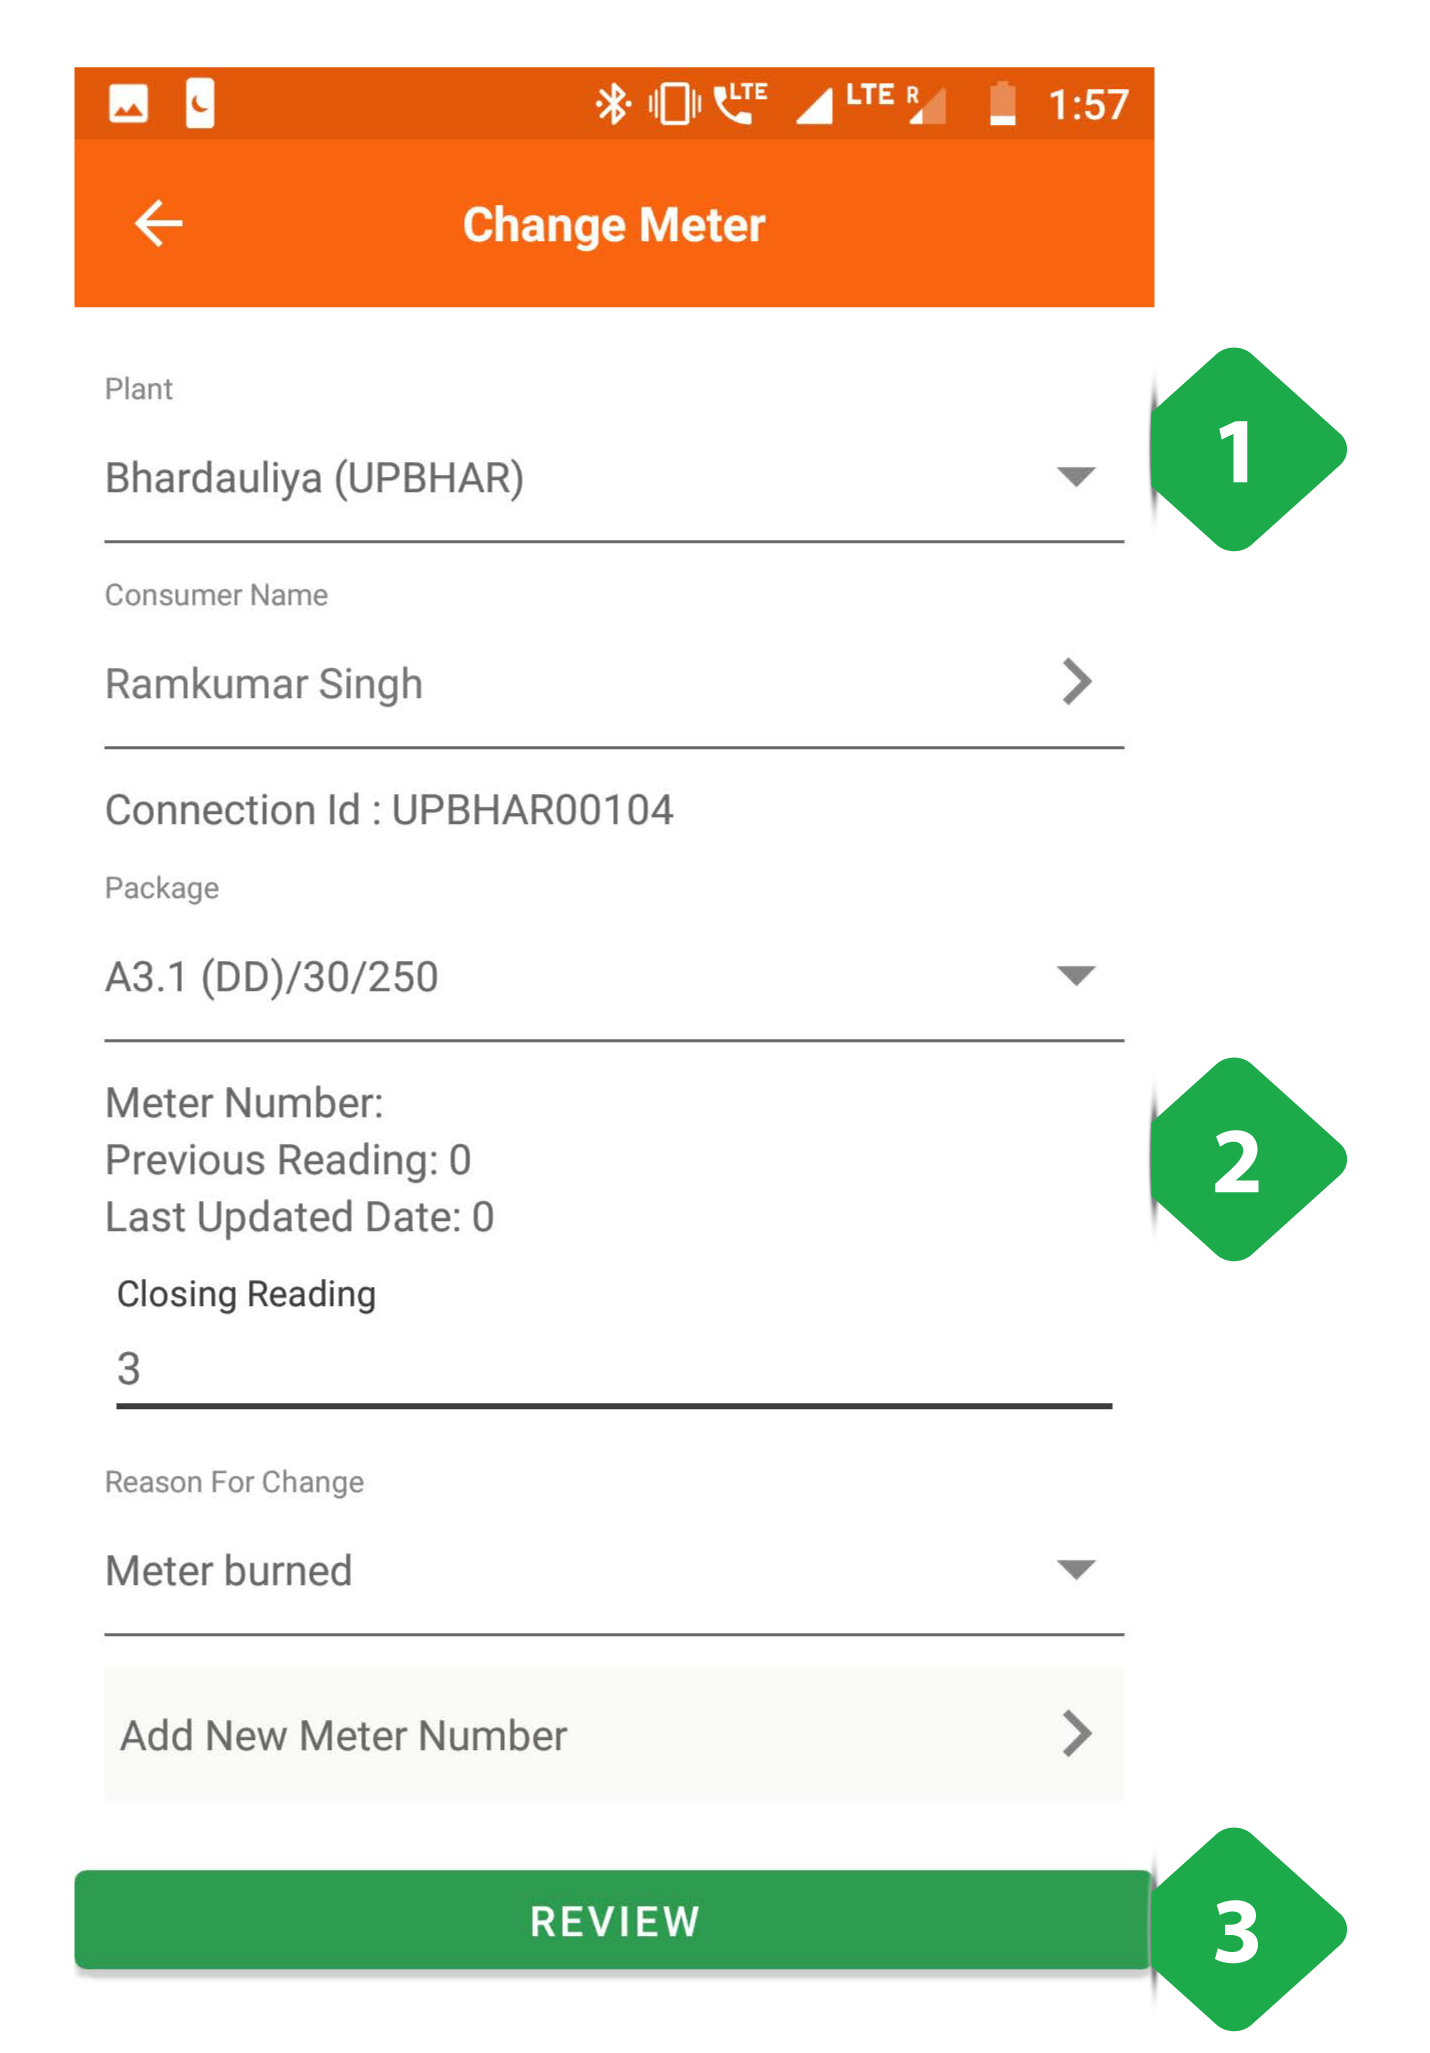 LTE LTE R 1:57
Change Meter
Plant
1
Bhardauliya (UPBHAR)
Consumer Name
Ramkumar Singh
Connection Id : UPBHAR00104
Package
A3.1 (DD)/30/250
Meter Number:
2
Previous Reading: 0
Last Updated Date: 0
Closing Reading
3
Reason For Change
Meter burned
Add New Meter Number
REVIEW
3